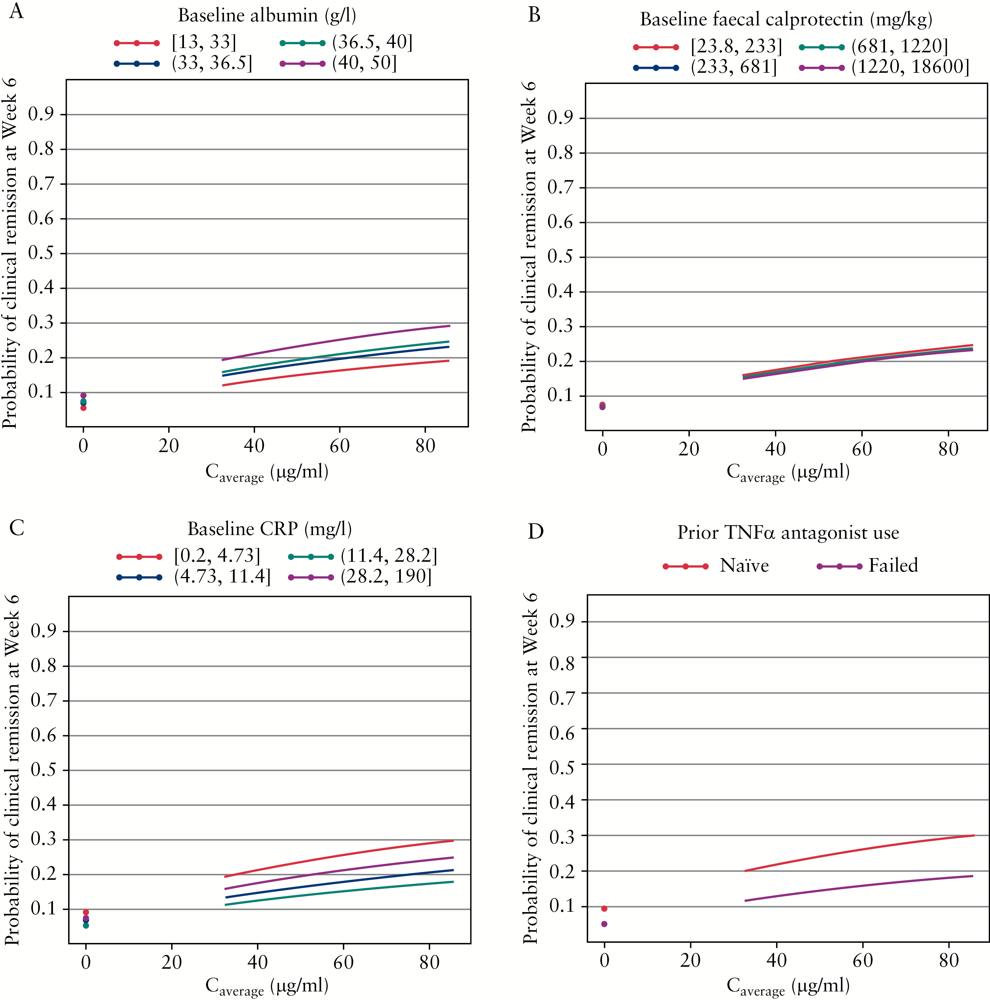 A
Baseline albumin (g/l)
[13, 33] (36.5, 40]
(33, 36.5] (40, 50]
Probability of clinical remission at Week 6
0.9
0.8
0.7
0.6
0.5
0.4
0.3
0.2
0.1
0 20 40 60 80
Caverage (μg/ml)
B
Baseline faecal calprotectin (mg/kg)
[23.8, 233] (681, 1220]
(233, 681] (1220, 18600]
Probability of clinical remission at Week 6
0.9
0.8
0.7
0.6
0.5
0.4
0.3
0.2
0.1
0 20 40 60 80
Caverage (μg/ml)
C
Baseline CRP (mg/l)
[0.2, 4.73] (11.4, 28.2]
(4.73, 11.4] (28.2, 190]
Probability of clinical remission at Week 6
0.9
0.8
0.7
0.6
0.5
0.4
0.3
0.2
0.1
0 20 40 60 80
Caverage (μg/ml)
D
Prior TNFα antagonist use
Naïve Failed
Probability of clinical remission at Week 6
0.9
0.8
0.7
0.6
0.5
0.4
0.3
0.2
0.1
0 20 40 60 80
Caverage (μg/ml)